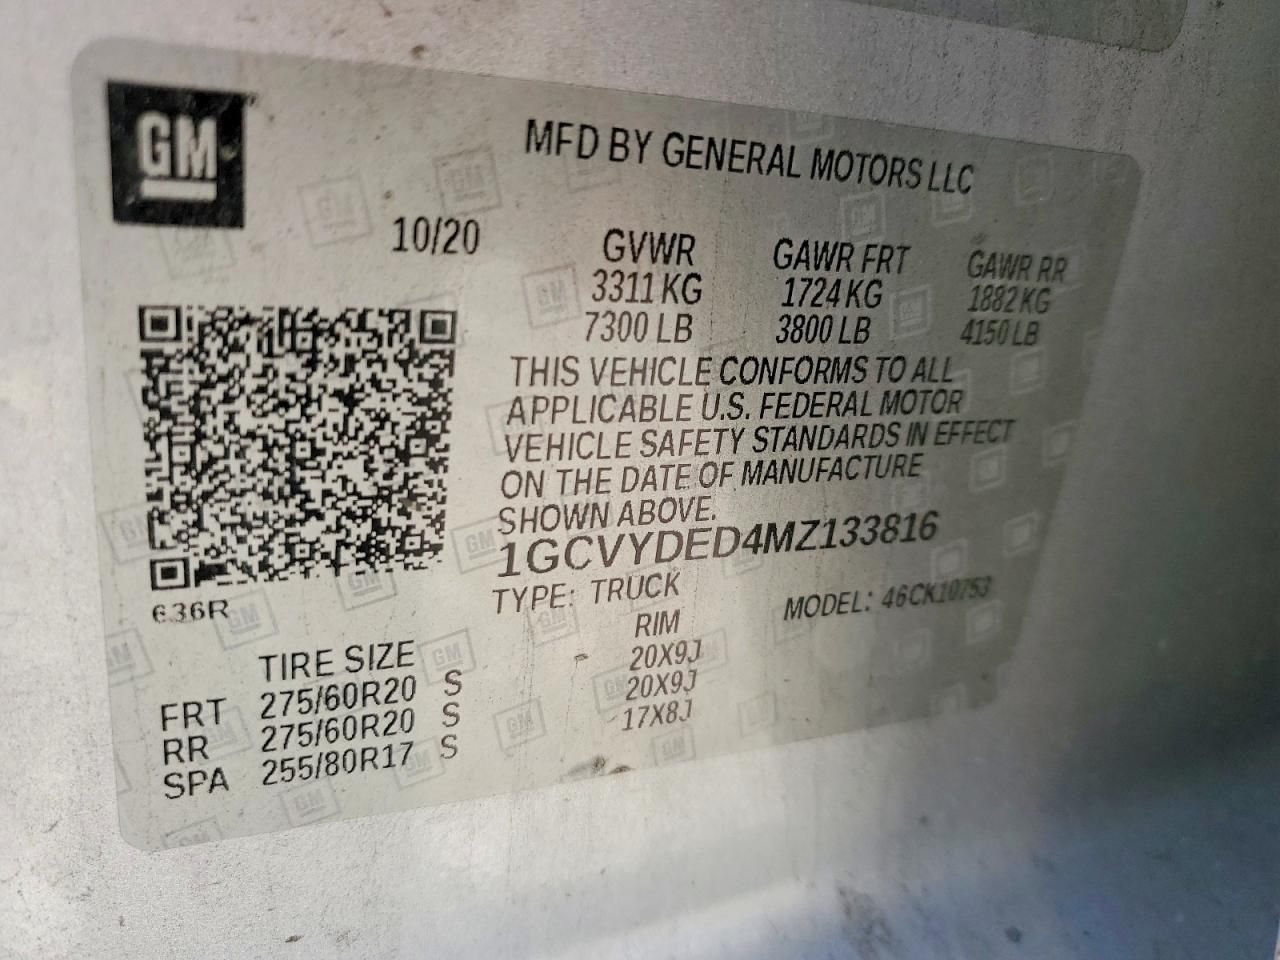 GM
MFD BY GENERAL MOTORS LLC
10/20
GVWR GAWR FRT GAWR RR
3311 KG 1724 KG 1882 KG
7300 LB 3800 LB 4150 LB
THIS VEHICLE CONFORMS TO ALL
APPLICABLE U.S. FEDERAL MOTOR
VEHICLE SAFETY STANDARDS IN EFFECT
ON THE DATE OF MANUFACTURE
SHOWN ABOVE.
1GCVYDED4MZ133816
TYPE: TRUCK MODEL: 46CK10753
636R
TIRE SIZE RIM
FRT 275/60R20 S 20X9J
RR 275/60R20 S 20X9J
SPA 255/80R17 S 17X8J